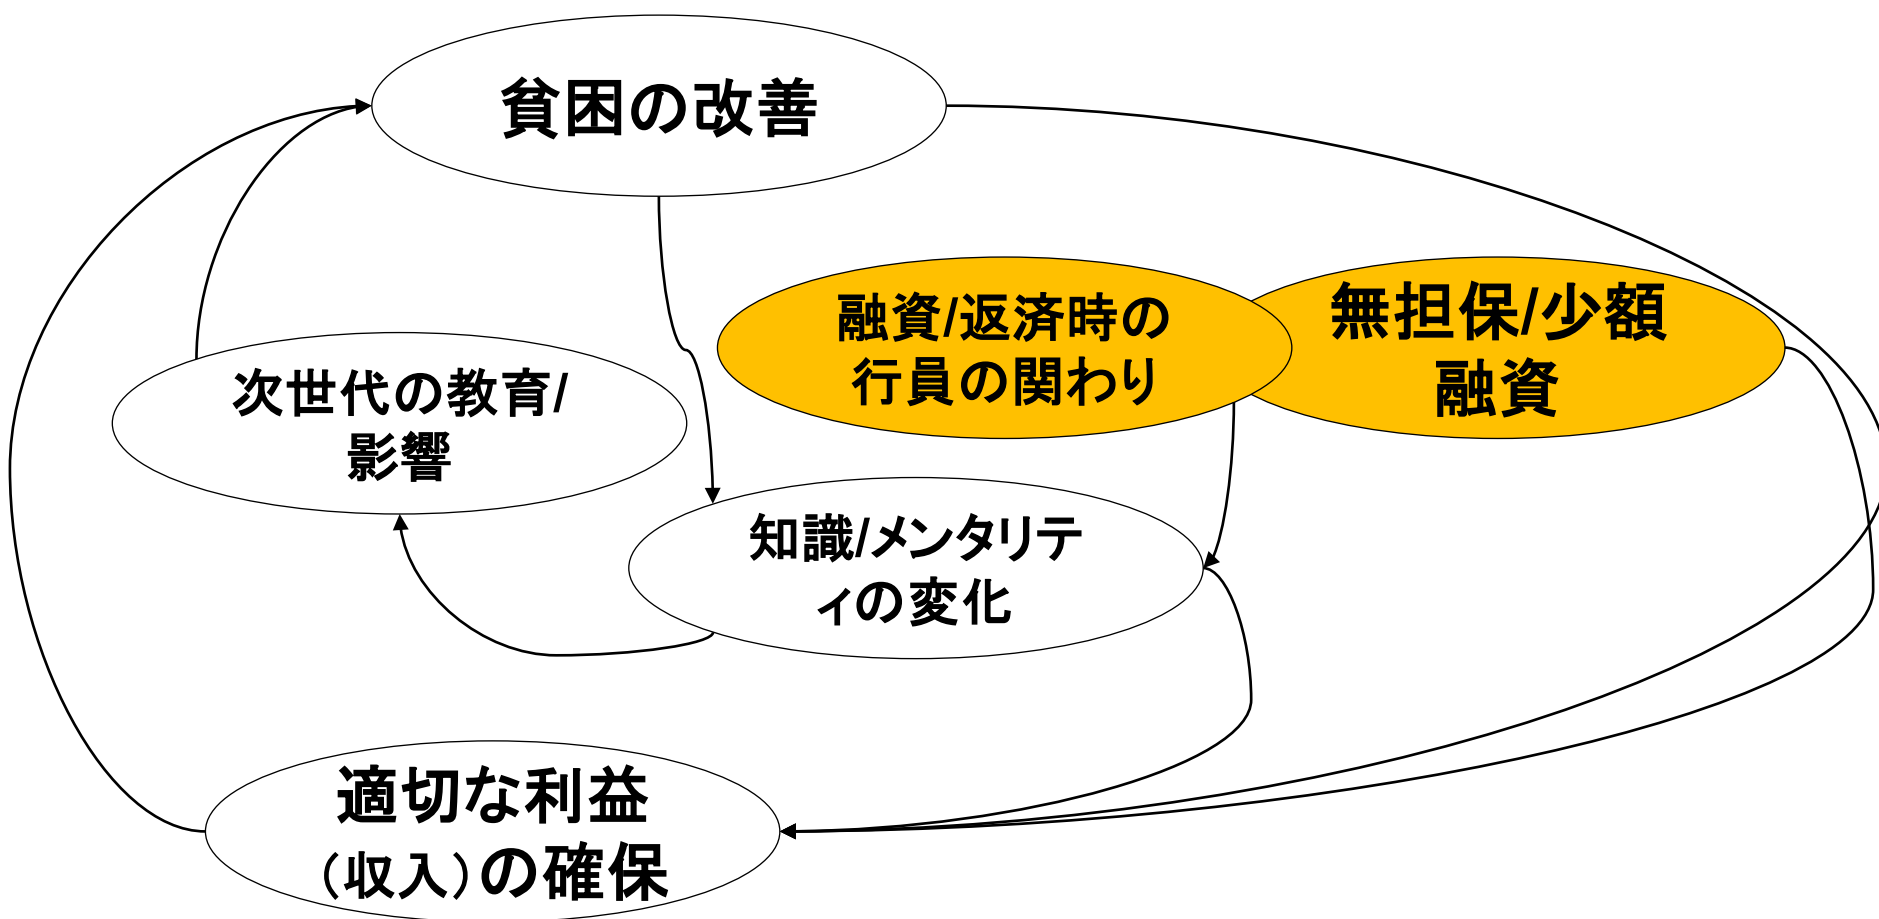 貧困の改善
融資/返済時の
行員の関わり
無担保/少額
融資
次世代の教育/
影響
知識/メンタリテ
ィの変化
適切な利益
（収入）の確保